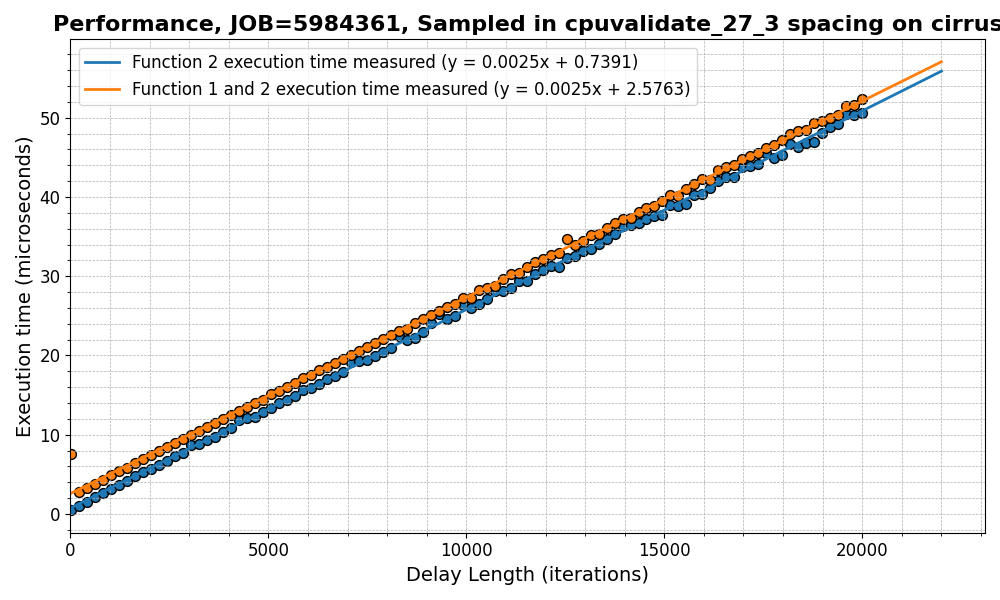 Performance, JOB=5984361, Sampled in cpuvalidate_27_3 spacing on cirrus
Function 2 execution time measured (y = 0.0025x + 0.7391)
Function 1 and 2 execution time measured (y = 0.0025x + 2.5763)
Execution time (microseconds)
50
40
30
20
10
0
0 5000 10000 15000 20000
Delay Length (iterations)